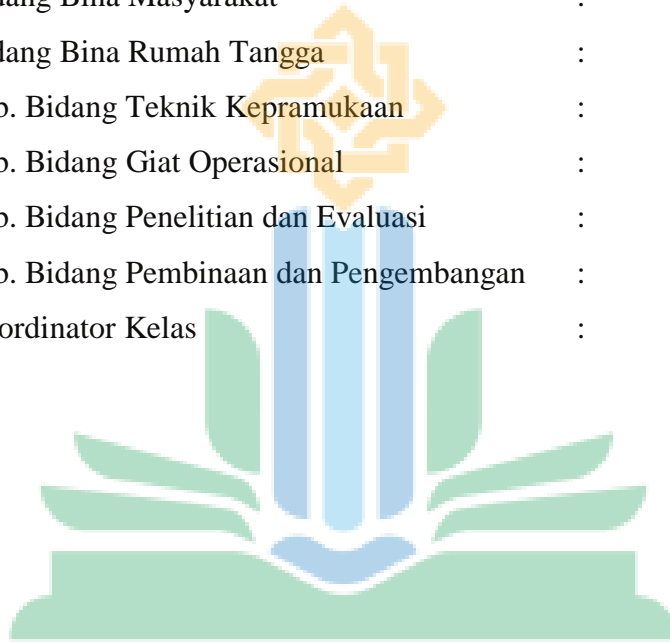 dang Bina Masyarakat :
dang Bina Rumah Tangga :
b. Bidang Teknik Kepramukaan :
b. Bidang Giat Operasional :
b. Bidang Penelitian dan Evaluasi :
b. Bidang Pembinaan dan Pengembangan :
ordinator Kelas :